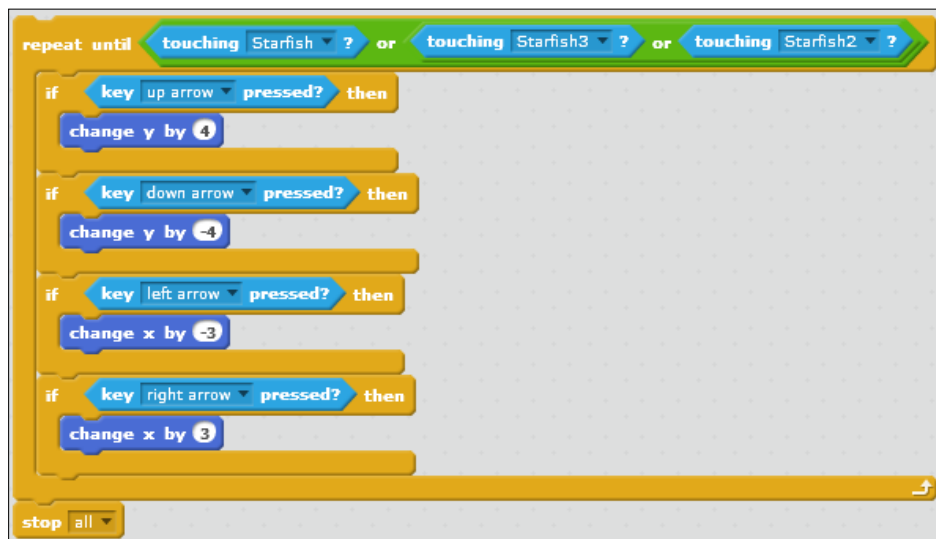 repeat until touching Starfish ? or touching Starfish3 ? or touching Starfish2 ?
if key up arrow pressed? then
change y by 4
if key down arrow pressed? then
change y by -4
if key left arrow pressed? then
change x by -3
if key right arrow pressed? then
change x by 3
stop all